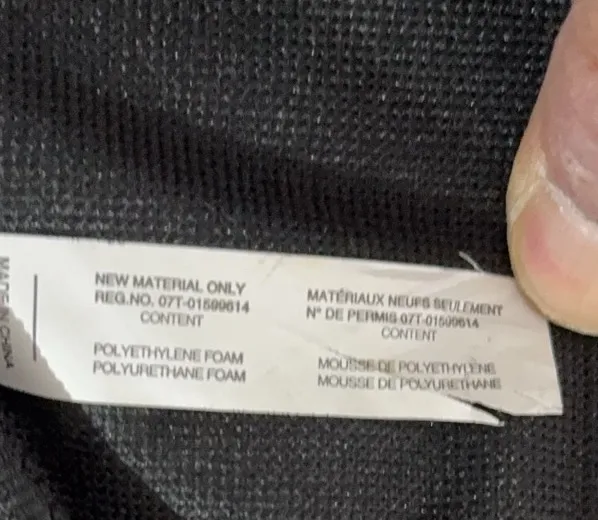 MADE IN CHINA
NEW MATERIAL ONLY
REG.NO. 07T-01599614
CONTENT
POLYETHYLENE FOAM
POLYURETHANE FOAM
MATÉRIAUX NEUFS SEULEMENT
N° DE PERMIS 07T-01599614
CONTENT
MOUSSE DE POLYETHYLENE
MOUSSE DE POLYURETHANE